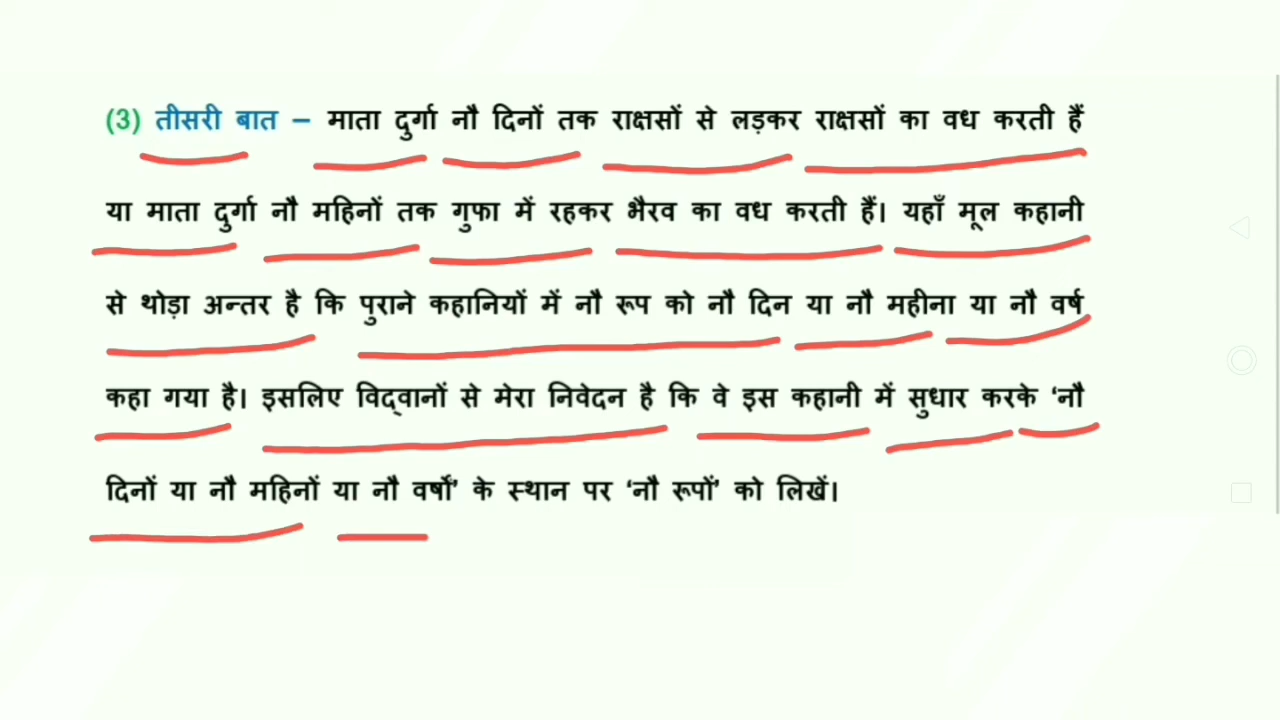 (3) तीसरी बात – माता दुर्गा नौ दिनों तक राक्षसों से लड़कर राक्षसों का वध करती हैं
या माता दुर्गा नौ महिनों तक गुफा में रहकर भैरव का वध करती हैं। यहाँ मूल कहानी
से थोड़ा अन्तर है कि पुराने कहानियों में नौ रूप को नौ दिन या नौ महीना या नौ वर्ष
कहा गया है। इसलिए विद्‌वानों से मेरा निवेदन है कि वे इस कहानी में सुधार करके ‘नौ
दिनों या नौ महिनों या नौ वर्षों’ के स्थान पर ‘नौ रूपों’ को लिखें।